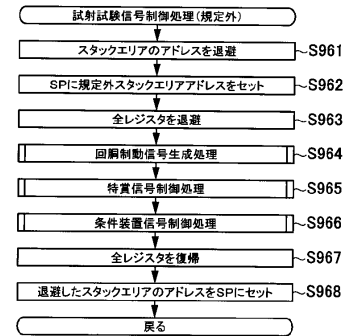 試射試験信号制御処理(規定外)
スタックエリアのアドレスを退避 S961
SPに規定外スタックエリアアドレスをセット S962
全レジスタを退避 S963
回胴制動信号生成処理 S964
特賞信号制御処理 S965
条件装置信号制御処理 S966
全レジスタを復帰 S967
退避したスタックエリアのアドレスをSPにセット S968
戻る